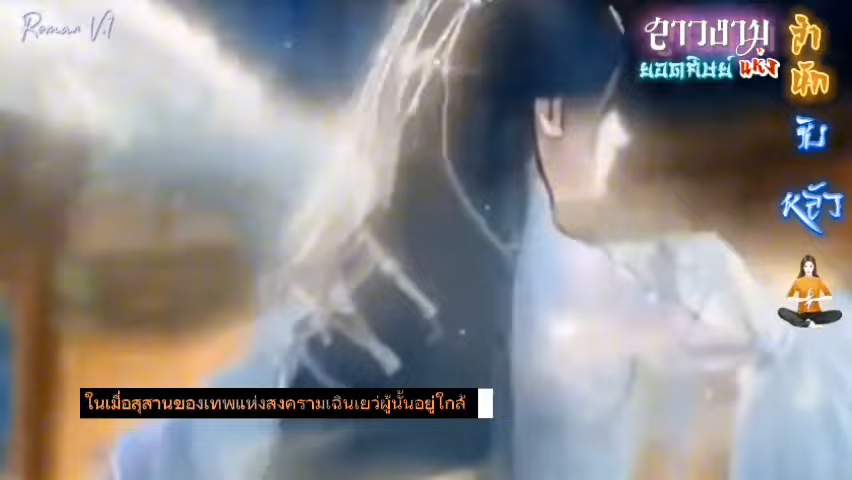 Roman V.1
สาวงาม
ยอดศิษย์ แห่ง
สำ
นัก
ยิบ
หลัว
ในเมื่อสุสานของเทพแห่งสงครามเฉินเยว่ผู้นั้นอยู่ใกล้